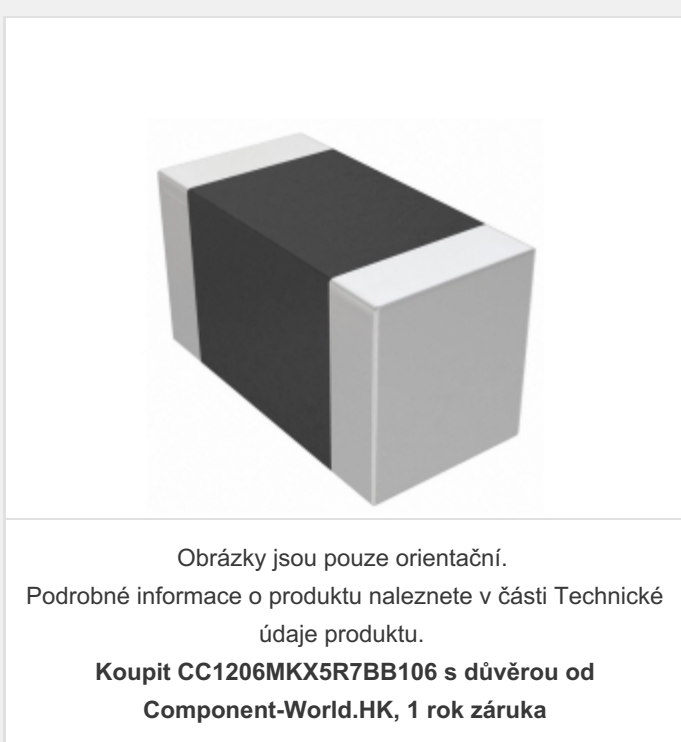 Obrázky jsou pouze orientační.
Podrobné informace o produktu naleznete v části Technické
údaje produktu.
Koupit CC1206MKX5R7BB106 s důvěrou od
Component-World.HK, 1 rok záruka